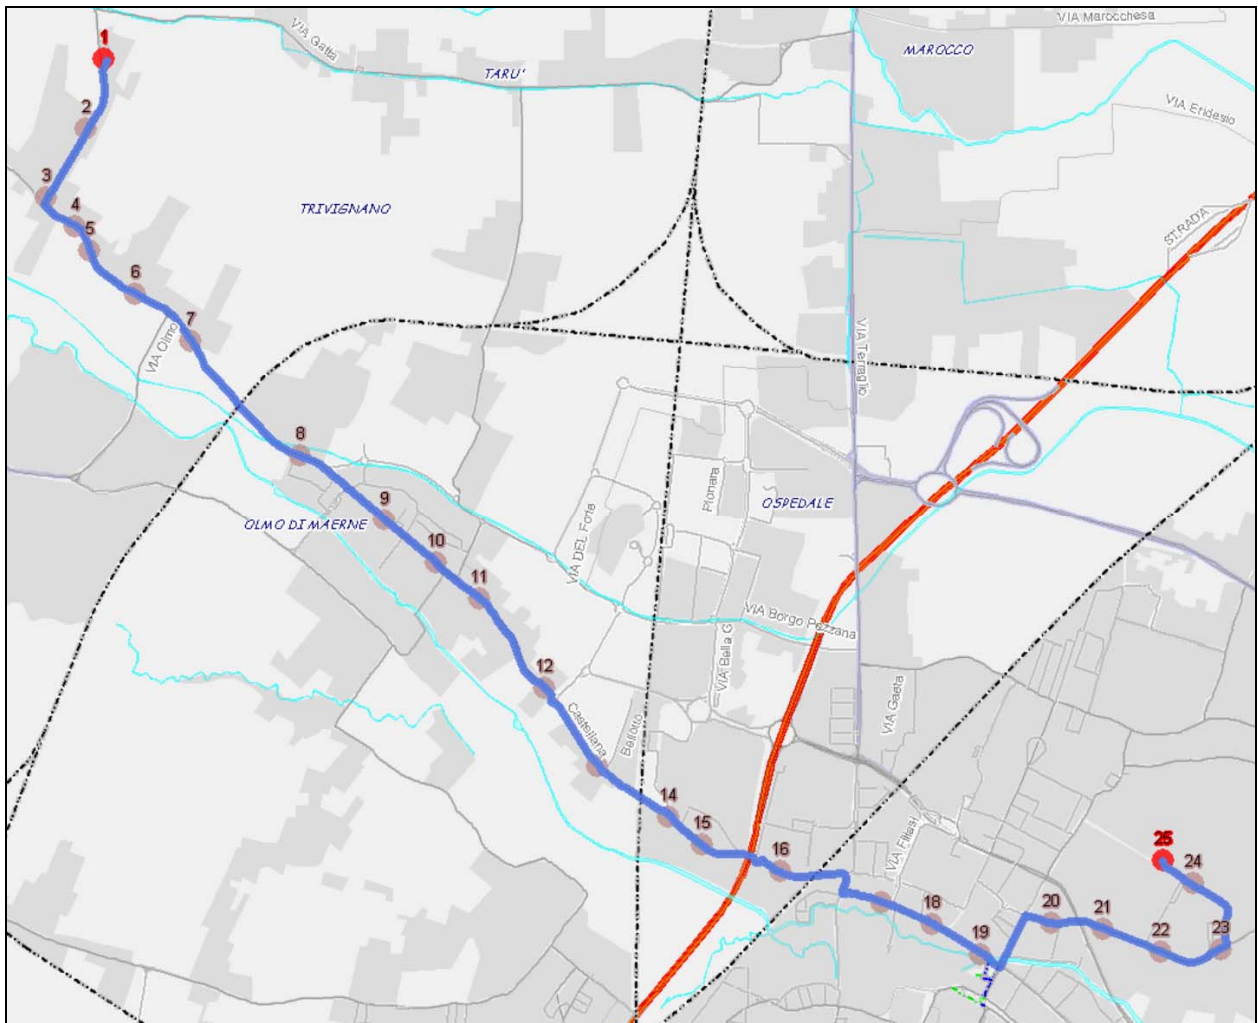 VIA Marocchesa
VIA Gatta
1
MAROCCO
TARU'
VIA Eridesio
2
3
TRIVIGNANO
4
5
STRADA
6
7
VIA Olmo
VIA Terraglio
8
9
OLMO DI MAERNE
Pionara
OSPEDALE
10
VIA DEL Forte
11
VIA Borgo Pezzana
VIA Bella G
12
VIA Gaeta
Castellana
Bellotto
14
15
16
VIA Filiasi
25
24
18
20
21
19
22
23